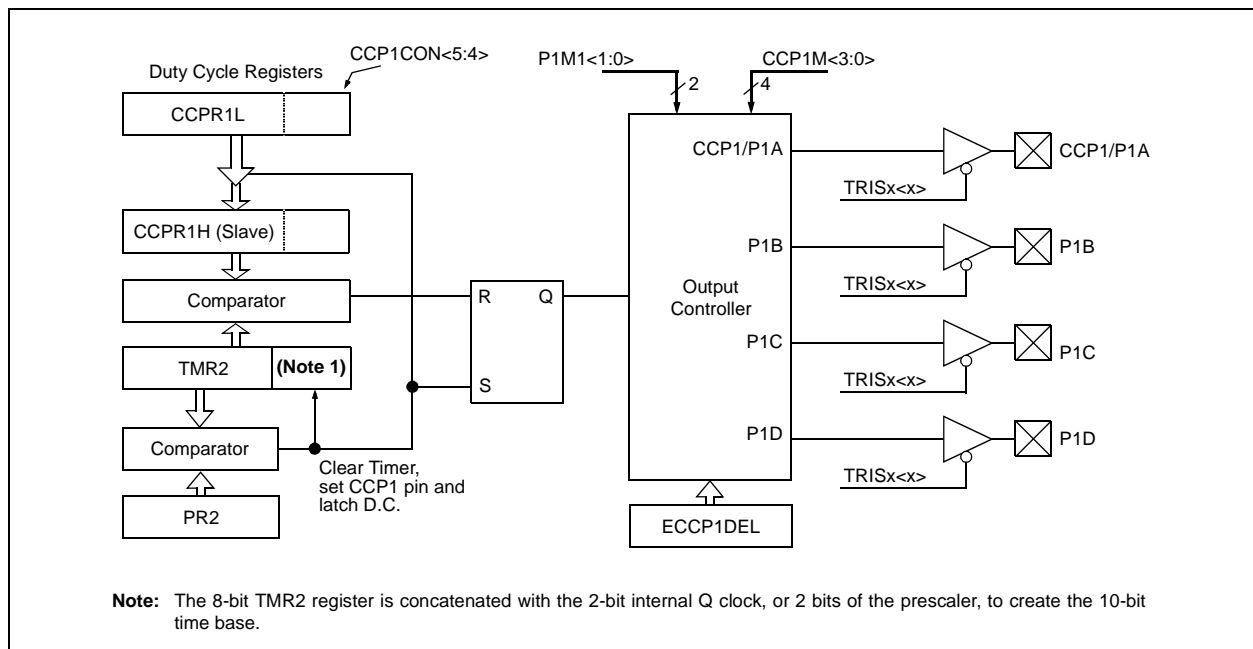 CCP1CON<5:4>
Duty Cycle Registers
CCPR1L
CCPR1H (Slave)
Comparator
TMR2
(Note 1)
Comparator
PR2
Clear Timer,
set CCP1 pin and
latch D.C.
R
Q
S
P1M1<1:0>
2
CCP1M<3:0>
4
Output
Controller
CCP1/P1A
P1B
P1C
P1D
ECCP1DEL
TRISx<x>
CCP1/P1A
TRISx<x>
P1B
TRISx<x>
P1C
TRISx<x>
P1D
Note: The 8-bit TMR2 register is concatenated with the 2-bit internal Q clock, or 2 bits of the prescaler, to create the 10-bit
time base.